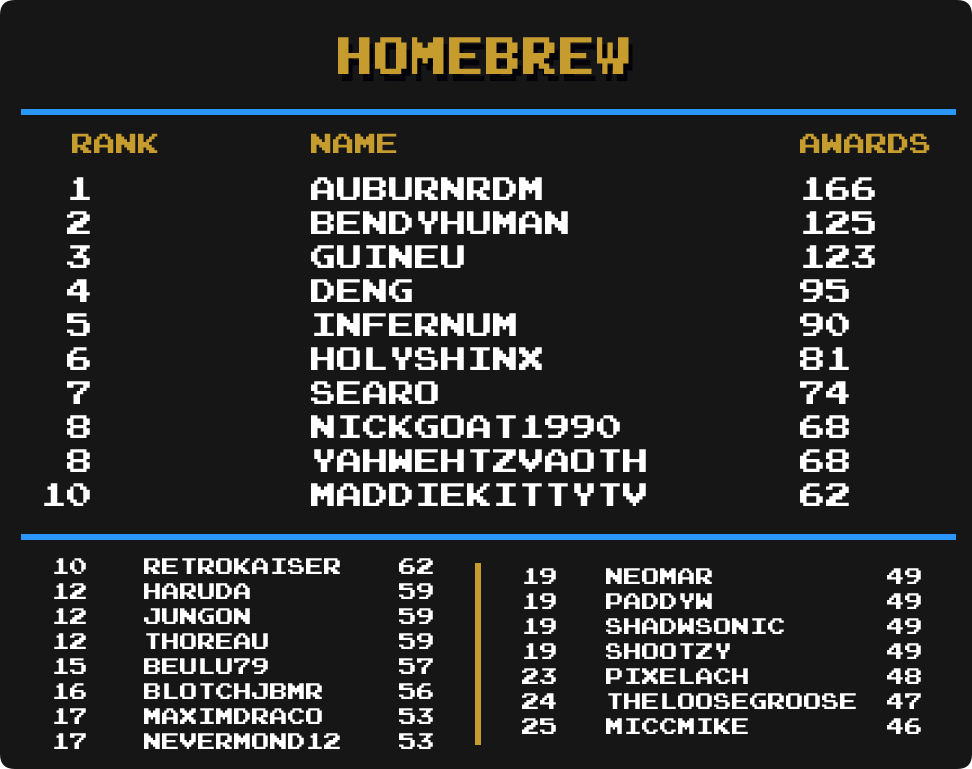 HOMEBREW
RANK NAME AWARDS
1 AUBURNRDM 166
2 BENDYHUMAN 125
3 GUINEU 123
4 DENG 95
5 INFERNUM 90
6 HOLYSHINX 81
7 SEARO 74
8 NICKGOAT1990 68
8 YAHWEHTZVAOTH 68
10 MADDIEKITTYTV 62
10 RETROKAISER 62
12 HARUDA 59
12 JUNGON 59
12 THOREAU 59
15 BEULU79 57
16 BLOTCHJBMR 56
17 MAXIMDRACO 53
17 NEVERMOND12 53
19 NEOMAR 49
19 PADDYW 49
19 SHADWSONIC 49
19 SHOOTZY 49
23 PIXELACH 48
24 THELOOSEGROOSE 47
25 MICCMIKE 46